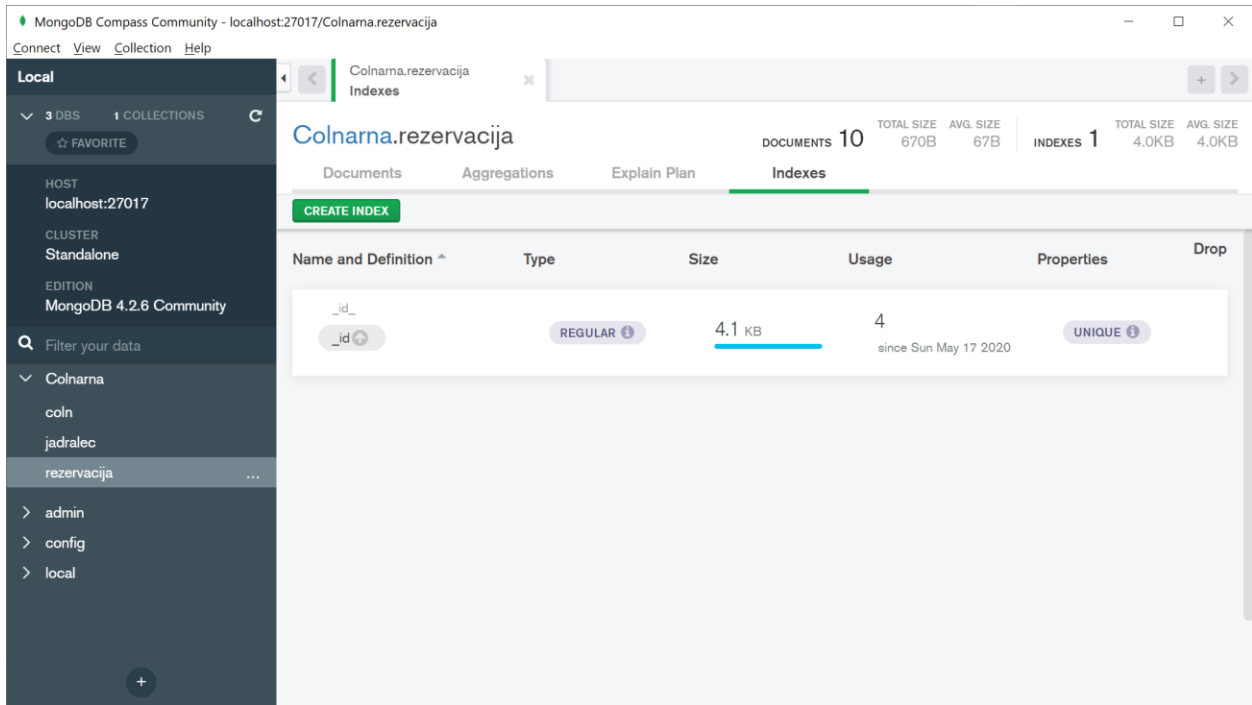 MongoDB Compass Community - localhost:27017/Colnarna.rezervacija
Connect View Collection Help
Local
3 DBS 1 COLLECTIONS
FAVORITE
HOST
localhost:27017
CLUSTER
Standalone
EDITION
MongoDB 4.2.6 Community
Filter your data
Colnarna
coln
jadralec
rezervacija ...
admin
config
local
+
Colnarna.rezervacija
Indexes
+
Colnarna.rezervacija
DOCUMENTS 10 TOTAL SIZE 670B AVG. SIZE 67B INDEXES 1 TOTAL SIZE 4.0KB AVG. SIZE 4.0KB
Documents Aggregations Explain Plan Indexes
CREATE INDEX
Name and Definition Type Size Usage Properties Drop
_id_
_id REGULAR 4.1 KB 4 UNIQUE
since Sun May 17 2020